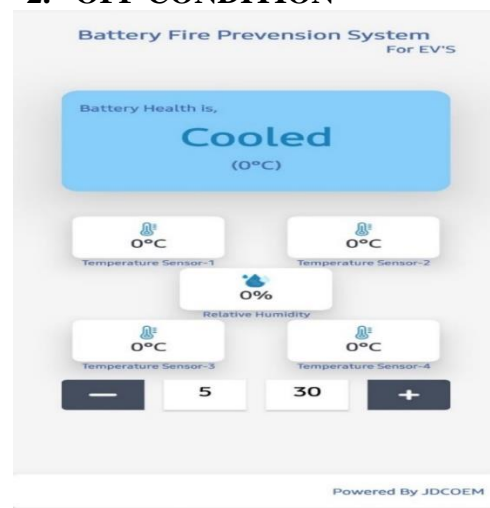 2. OFF CONDITION
Battery Fire Prevension System
For EV'S
Battery Health is,
Cooled
(0°C)
0°C
0°C
Temperature Sensor-1
Temperature Sensor-2
0%
Relative Humidity
0°C
0°C
Temperature Sensor-3
Temperature Sensor-4
— 5 30 +
Powered By JDCOEM